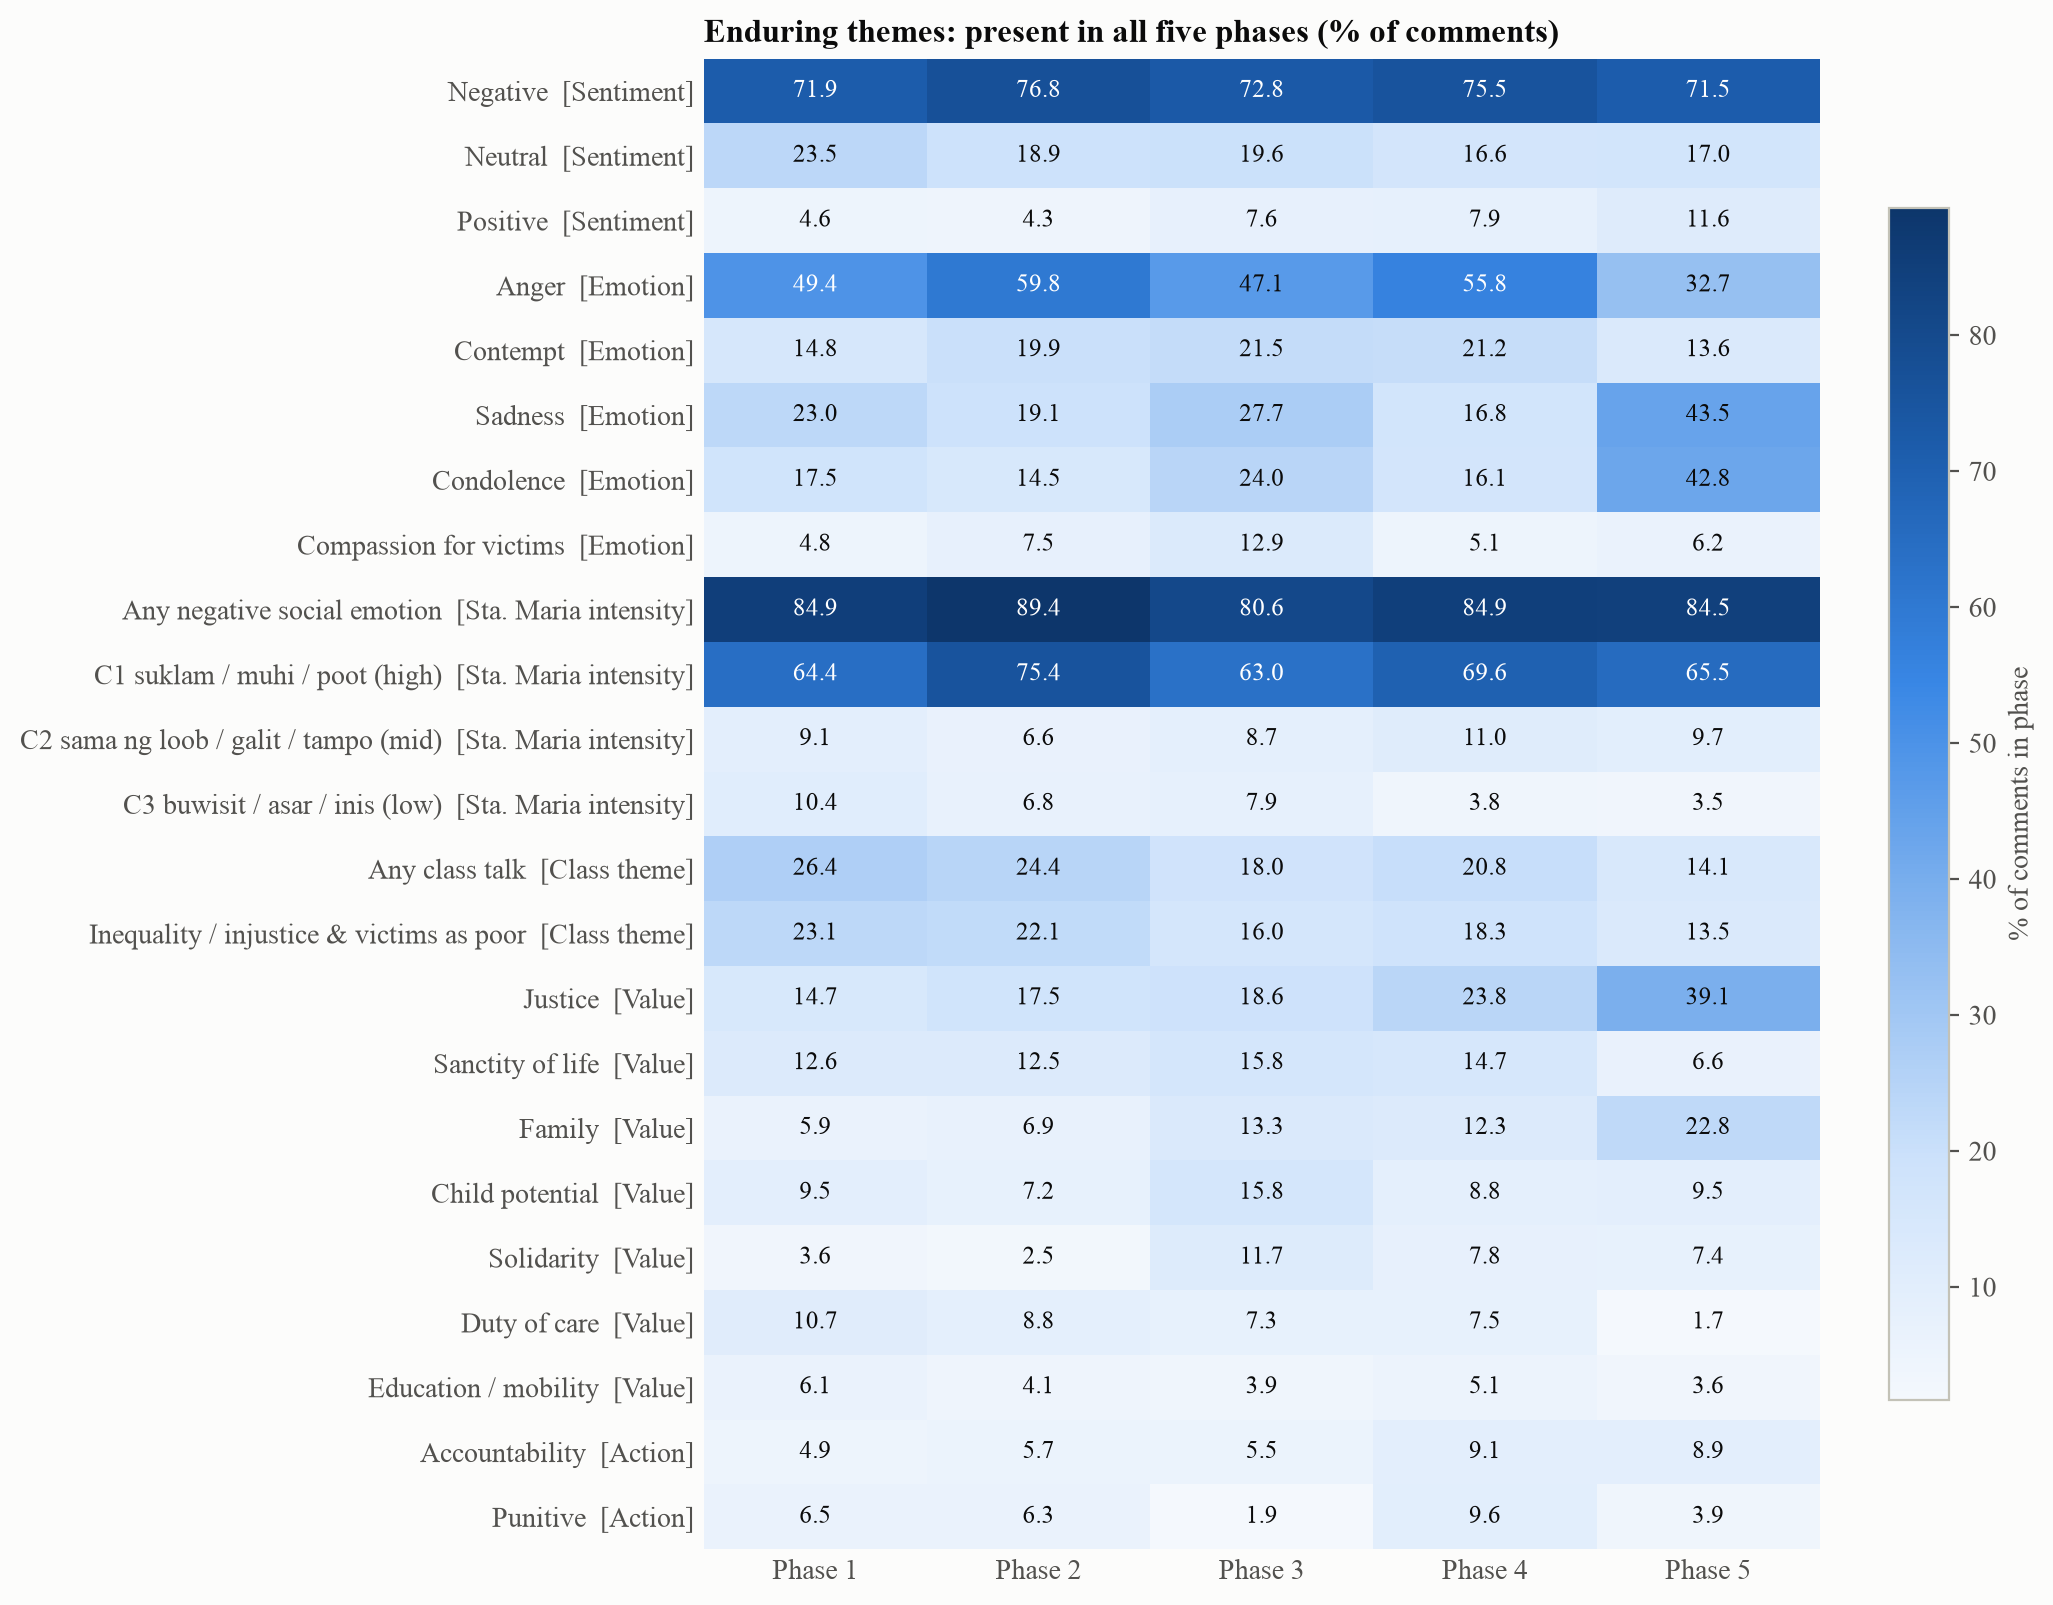 Enduring themes: present in all five phases (% of comments)
Negative [Sentiment] 71.9 76.8 72.8 75.5 71.5
Neutral [Sentiment] 23.5 18.9 19.6 16.6 17.0
Positive [Sentiment] 4.6 4.3 7.6 7.9 11.6
Anger [Emotion] 49.4 59.8 47.1 55.8 32.7
Contempt [Emotion] 14.8 19.9 21.5 21.2 13.6
Sadness [Emotion] 23.0 19.1 27.7 16.8 43.5
Condolence [Emotion] 17.5 14.5 24.0 16.1 42.8
Compassion for victims [Emotion] 4.8 7.5 12.9 5.1 6.2
Any negative social emotion [Sta. Maria intensity] 84.9 89.4 80.6 84.9 84.5
C1 suklam / muhi / poot (high) [Sta. Maria intensity] 64.4 75.4 63.0 69.6 65.5
C2 sama ng loob / galit / tampo (mid) [Sta. Maria intensity] 9.1 6.6 8.7 11.0 9.7
C3 buwisit / asar / inis (low) [Sta. Maria intensity] 10.4 6.8 7.9 3.8 3.5
Any class talk [Class theme] 26.4 24.4 18.0 20.8 14.1
Inequality / injustice & victims as poor [Class theme] 23.1 22.1 16.0 18.3 13.5
Justice [Value] 14.7 17.5 18.6 23.8 39.1
Sanctity of life [Value] 12.6 12.5 15.8 14.7 6.6
Family [Value] 5.9 6.9 13.3 12.3 22.8
Child potential [Value] 9.5 7.2 15.8 8.8 9.5
Solidarity [Value] 3.6 2.5 11.7 7.8 7.4
Duty of care [Value] 10.7 8.8 7.3 7.5 1.7
Education / mobility [Value] 6.1 4.1 3.9 5.1 3.6
Accountability [Action] 4.9 5.7 5.5 9.1 8.9
Punitive [Action] 6.5 6.3 1.9 9.6 3.9
Phase 1 Phase 2 Phase 3 Phase 4 Phase 5
80
70
60
50
40
30
20
10
% of comments in phase